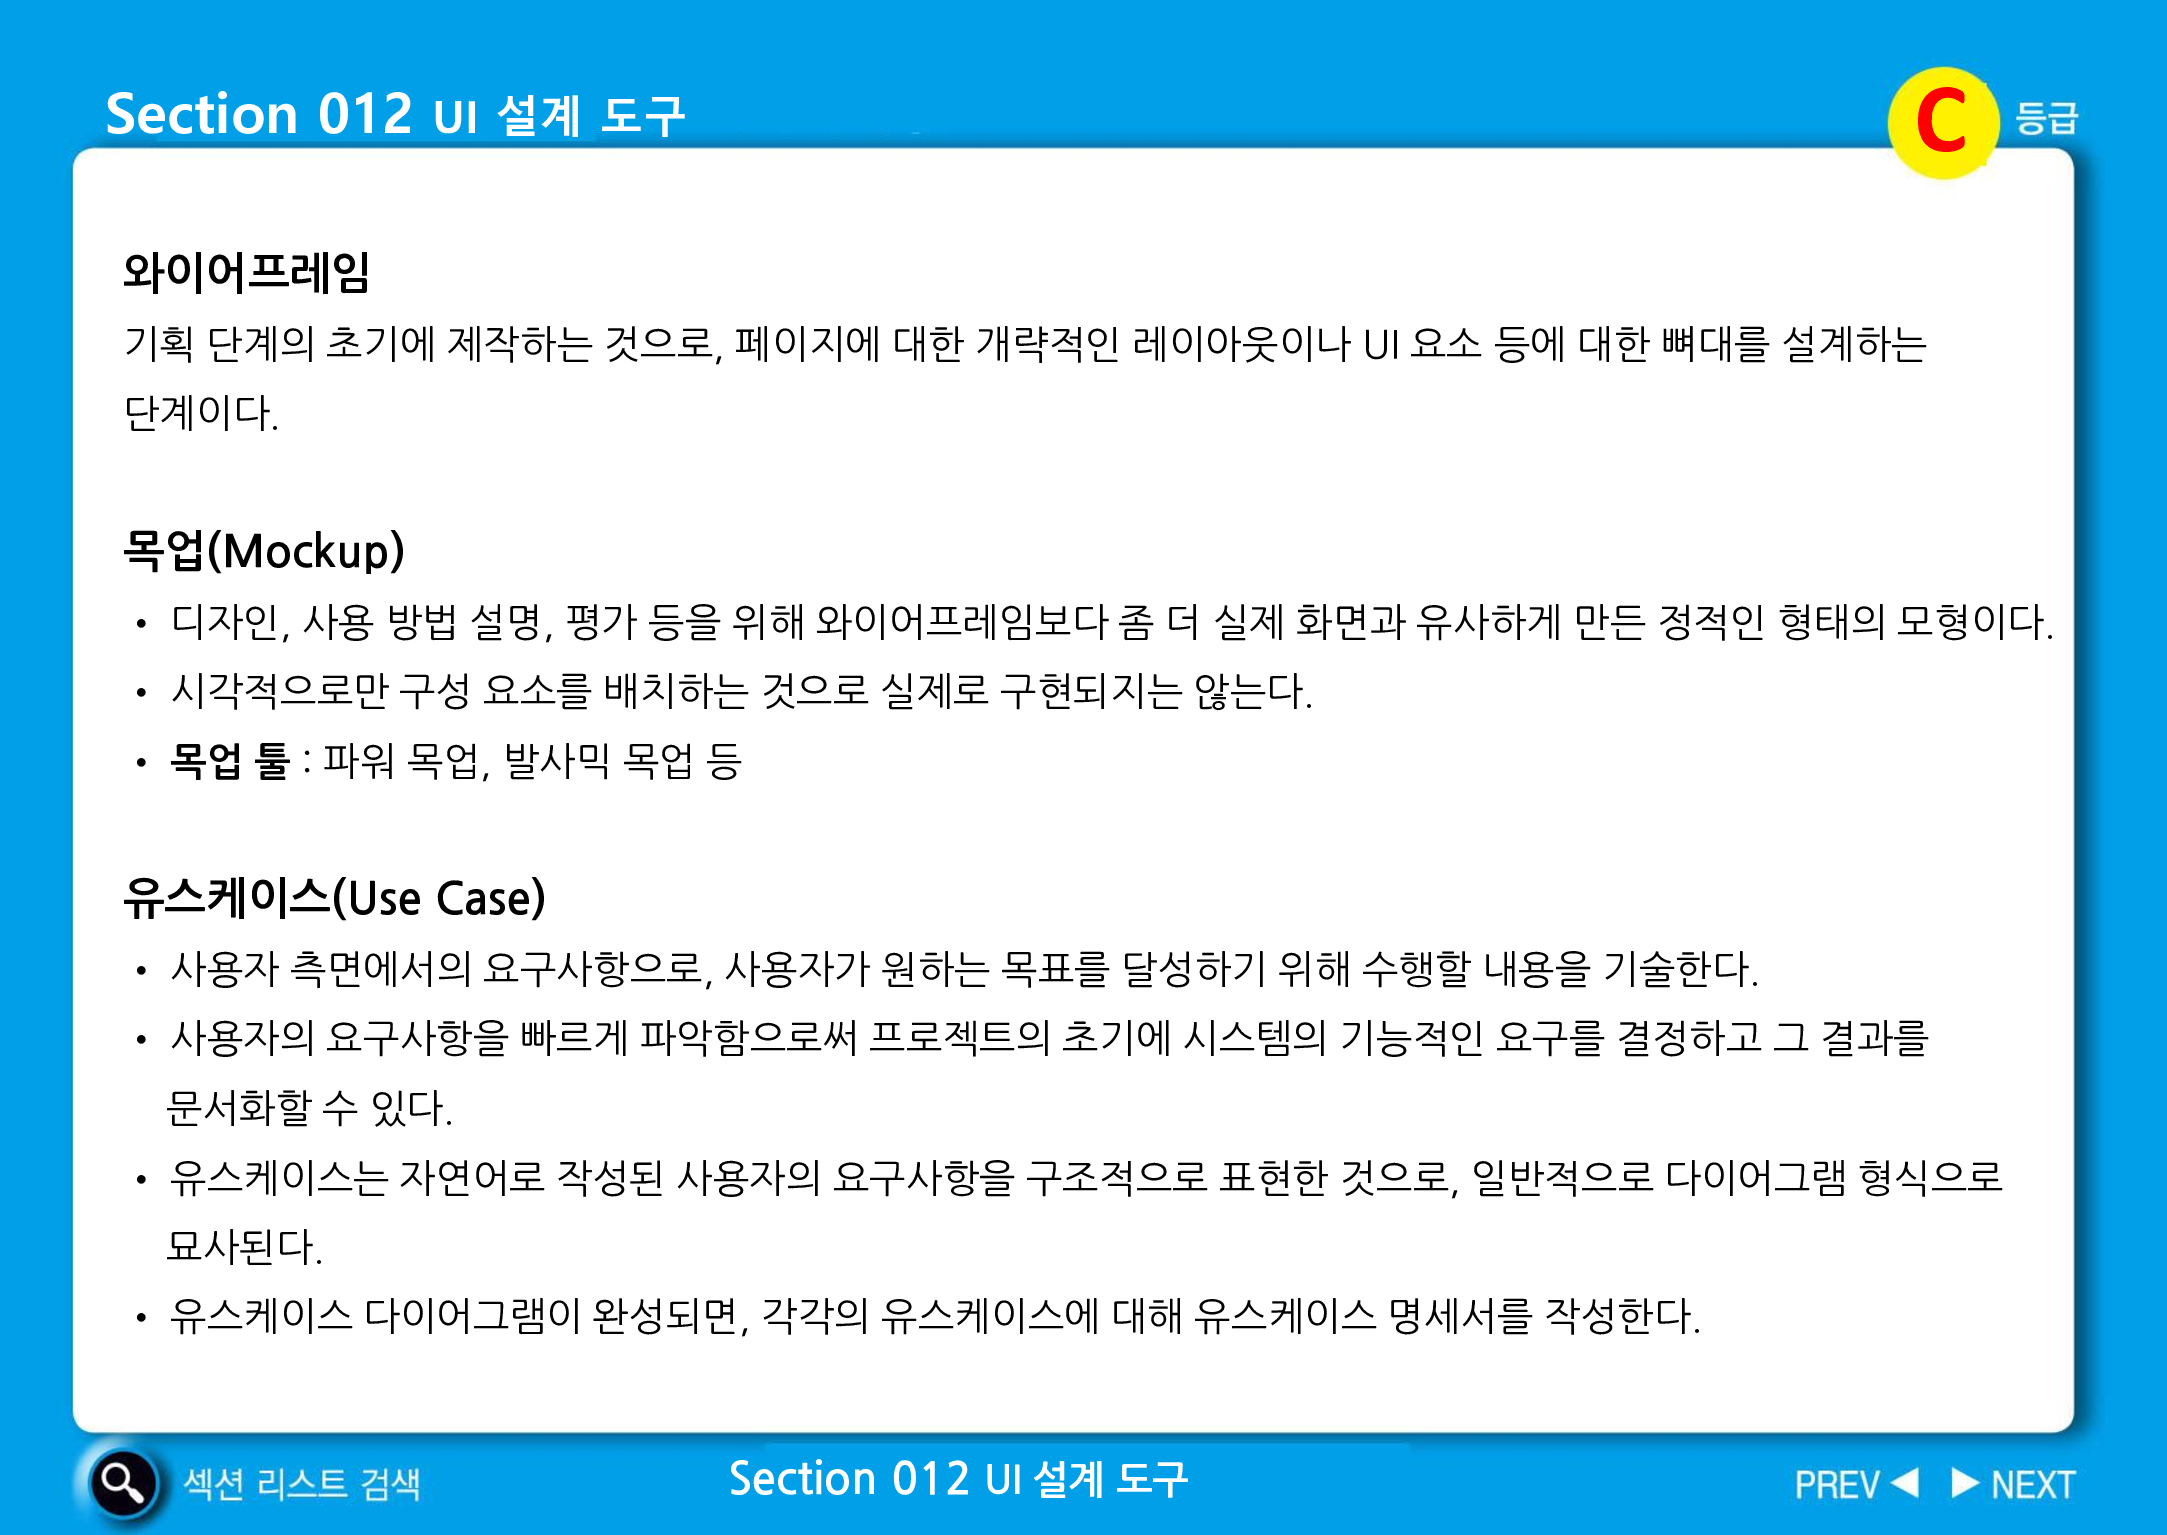 Section 012 UI 설계 도구
C 등급
와이어프레임
기획 단계의 초기에 제작하는 것으로, 페이지에 대한 개략적인 레이아웃이나 UI 요소 등에 대한 뼈대를 설계하는
단계이다.
목업(Mockup)
• 디자인, 사용 방법 설명, 평가 등을 위해 와이어프레임보다 좀 더 실제 화면과 유사하게 만든 정적인 형태의 모형이다.
• 시각적으로만 구성 요소를 배치하는 것으로 실제로 구현되지는 않는다.
• 목업 툴 : 파워 목업, 발사믹 목업 등
유스케이스(Use Case)
• 사용자 측면에서의 요구사항으로, 사용자가 원하는 목표를 달성하기 위해 수행할 내용을 기술한다.
• 사용자의 요구사항을 빠르게 파악함으로써 프로젝트의 초기에 시스템의 기능적인 요구를 결정하고 그 결과를
문서화할 수 있다.
• 유스케이스는 자연어로 작성된 사용자의 요구사항을 구조적으로 표현한 것으로, 일반적으로 다이어그램 형식으로
묘사된다.
• 유스케이스 다이어그램이 완성되면, 각각의 유스케이스에 대해 유스케이스 명세서를 작성한다.
섹션 리스트 검색
Section 012 UI 설계 도구
PREV ◀ ▶ NEXT